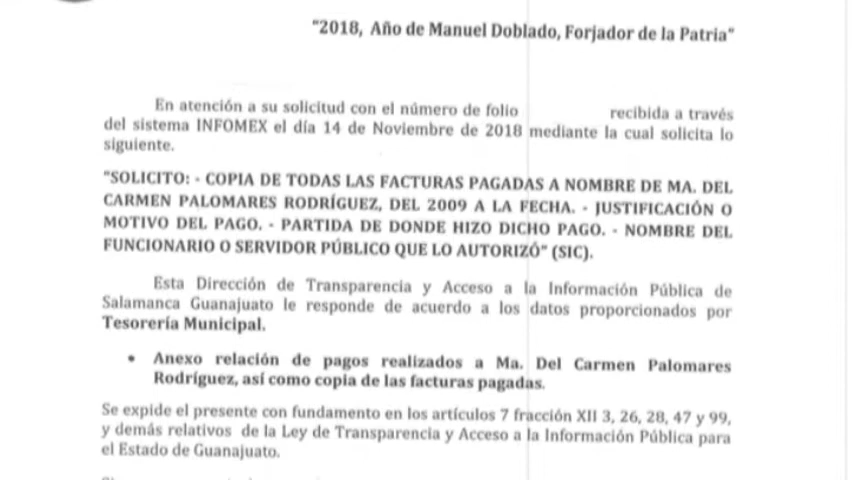 "2018, Año de Manuel Doblado, Forjador de la Patria"
En atención a su solicitud con el número de folio recibida a través
del sistema INFOMEX el día 14 de Noviembre de 2018 mediante la cual solicita lo
siguiente.
"SOLICITO: - COPIA DE TODAS LAS FACTURAS PAGADAS A NOMBRE DE MA. DEL
CARMEN PALOMARES RODRÍGUEZ, DEL 2009 A LA FECHA. - JUSTIFICACIÓN O
MOTIVO DEL PAGO. - PARTIDA DE DONDE HIZO DICHO PAGO. - NOMBRE DEL
FUNCIONARIO O SERVIDOR PÚBLICO QUE LO AUTORIZÓ" (SIC).
Esta Dirección de Transparencia y Acceso a la Información Pública de
Salamanca Guanajuato le responde de acuerdo a los datos proporcionados por
Tesorería Municipal.
• Anexo relación de pagos realizados a Ma. Del Carmen Palomares
Rodríguez, así como copia de las facturas pagadas.
Se expide el presente con fundamento en los artículos 7 fracción XII 3, 26, 28, 47 y 99,
y demás relativos de la Ley de Transparencia y Acceso a la Información Pública para
el Estado de Guanajuato.